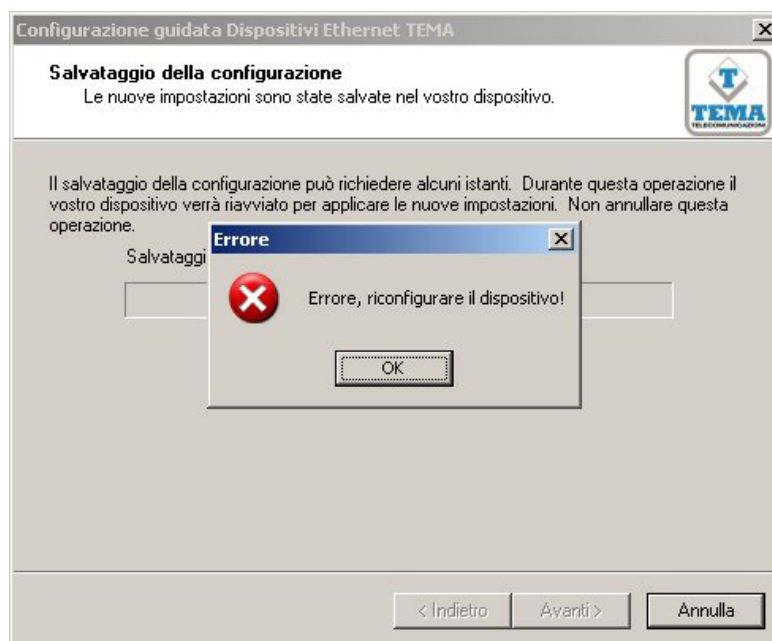 Configurazione guidata Dispositivi Ethernet TEMA
Salvataggio della configurazione
Le nuove impostazioni sono state salvate nel vostro dispositivo.
T
TEMA
TELECOMUNICAZIONI
Il salvataggio della configurazione può richiedere alcuni istanti. Durante questa operazione il
vostro dispositivo verrà riavviato per applicare le nuove impostazioni. Non annullare questa
operazione.
Salvataggi
Errore
Errore, riconfigurare il dispositivo!
OK
< Indietro
Avanti >
Annulla